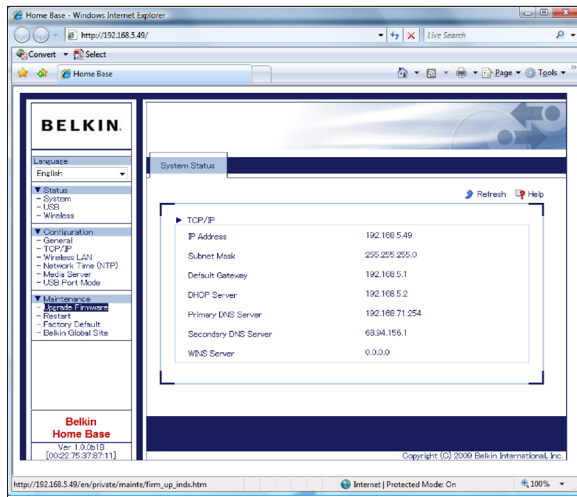 Home Base - Windows Internet Explorer
http://192.168.5.49/
Live Search
Convert
Select
Home Base
Page
Tools
BELKIN.
Language
English
Status
- System
- USB
- Wireless
Configuration
- General
- TCP/IP
- Wireless LAN
- Network Time (NTP)
- Media Server
- USB Port Mode
Maintenance
- Upgrade Firmware
- Restart
- Factory Default
- Belkin Global Site
Belkin
Home Base
Ver 1.0.0b18
[00:22:75:37:87:11]
System Status
Refresh
Help
TCP/IP
IP Address 192.168.5.49
Subnet Mask 255.255.255.0
Default Gateway 192.168.5.1
DHCP Server 192.168.5.2
Primary DNS Server 192.168.71.254
Secondary DNS Server 68.94.156.1
WINS Server 0.0.0.0
Copyright (C) 2009 Belkin International, Inc.
http://192.168.5.49/en/private/mainte/firm_up_indx.htm
Internet | Protected Mode: On
100%